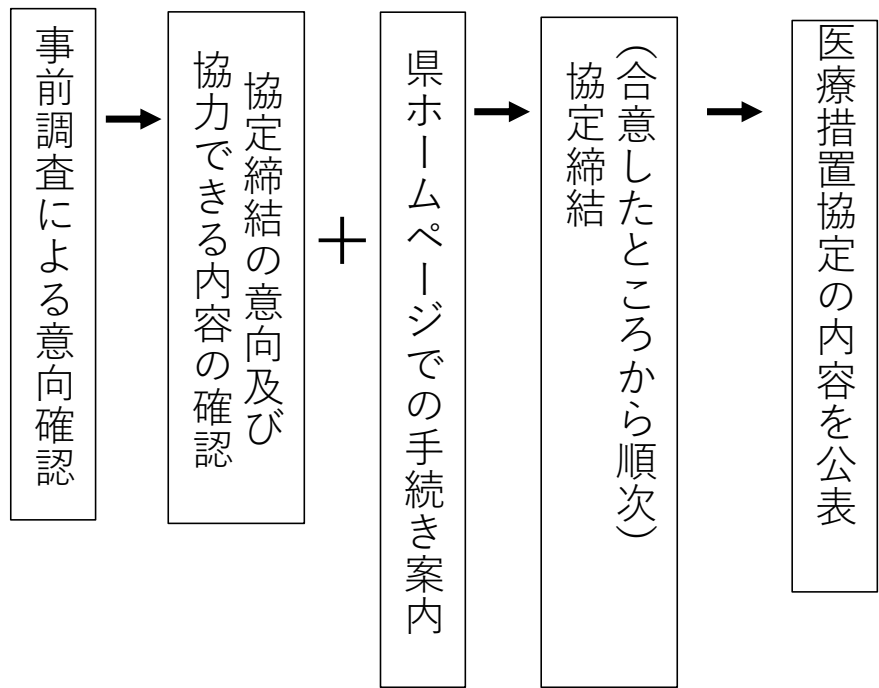 事前調査による意向確認
協定締結の意向及び
協力できる内容の確認
＋
県ホームページでの手続き案内
（合意したところから順次）
協定締結
医療措置協定の内容を公表